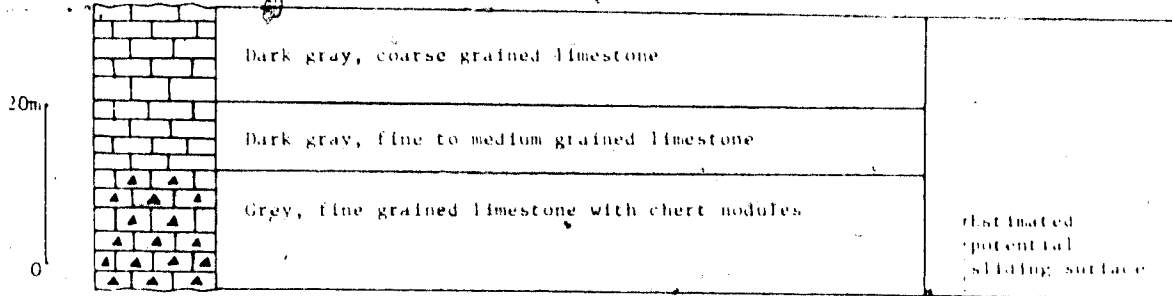 Dark gray, coarse grained limestone
20m
Dark gray, fine to medium grained limestone
Grey, fine grained limestone with chert nodules
Estimated
potential
sliding surface
0